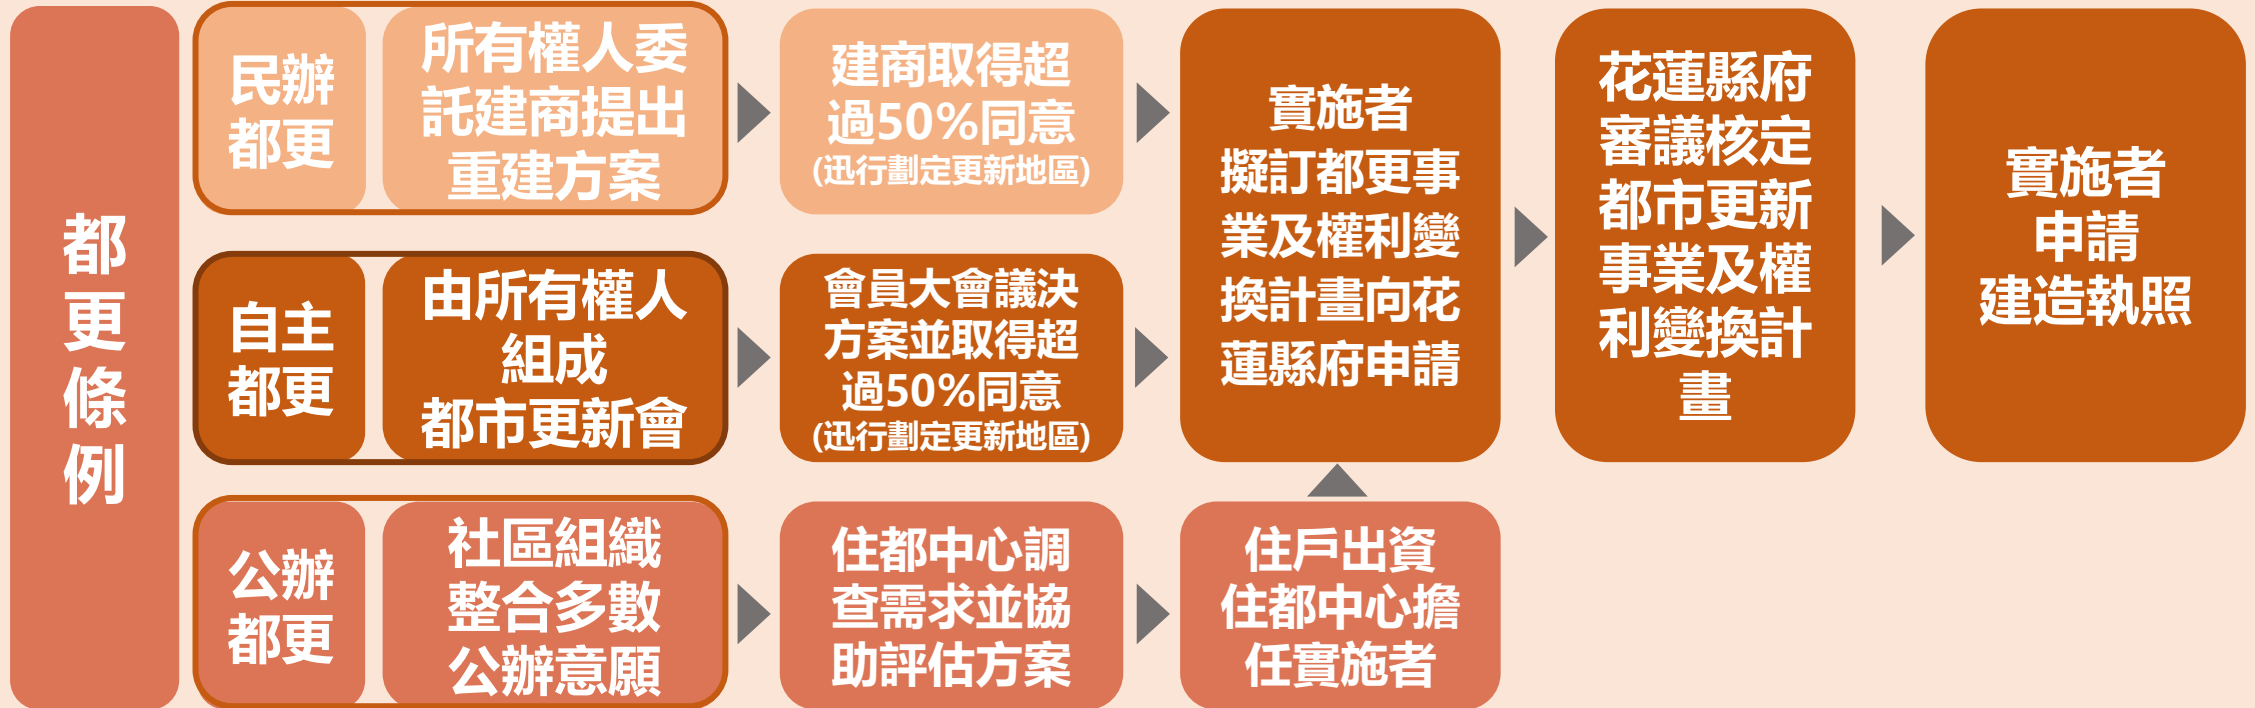 都
更
條
例
民辦
都更
所有權人委
託建商提出
重建方案
建商取得超
過50%同意
(迅行劃定更新地區)
自主
都更
由所有權人
組成
都市更新會
會員大會議決
方案並取得超
過50%同意
(迅行劃定更新地區)
公辦
都更
社區組織
整合多數
公辦意願
住都中心調
查需求並協
助評估方案
住戶出資
住都中心擔
任實施者
實施者
擬訂都更事
業及權利變
換計畫向花
蓮縣府申請
花蓮縣府
審議核定
都市更新
事業及權
利變換計
畫
實施者
申請
建造執照